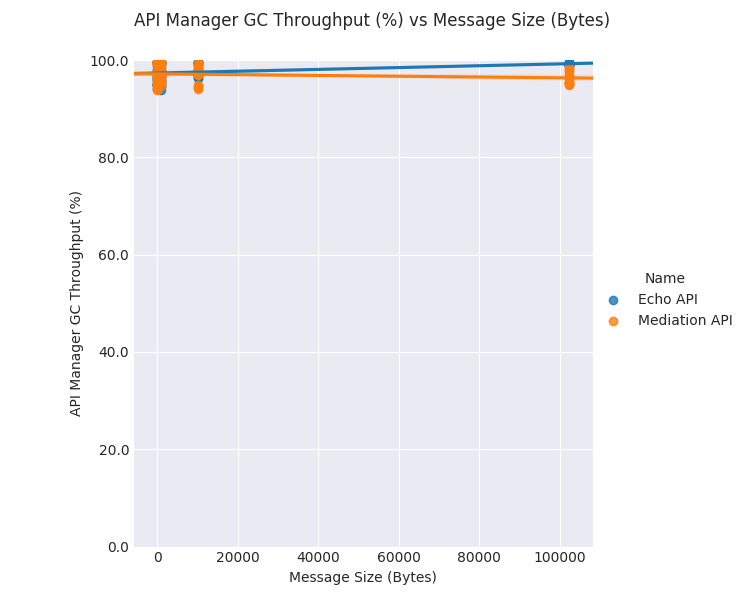 API Manager GC Throughput (%) vs Message Size (Bytes)
100.0
80.0
60.0
40.0
20.0
0.0
API Manager GC Throughput (%)
0 20000 40000 60000 80000 100000
Message Size (Bytes)
Name
Echo API
Mediation API